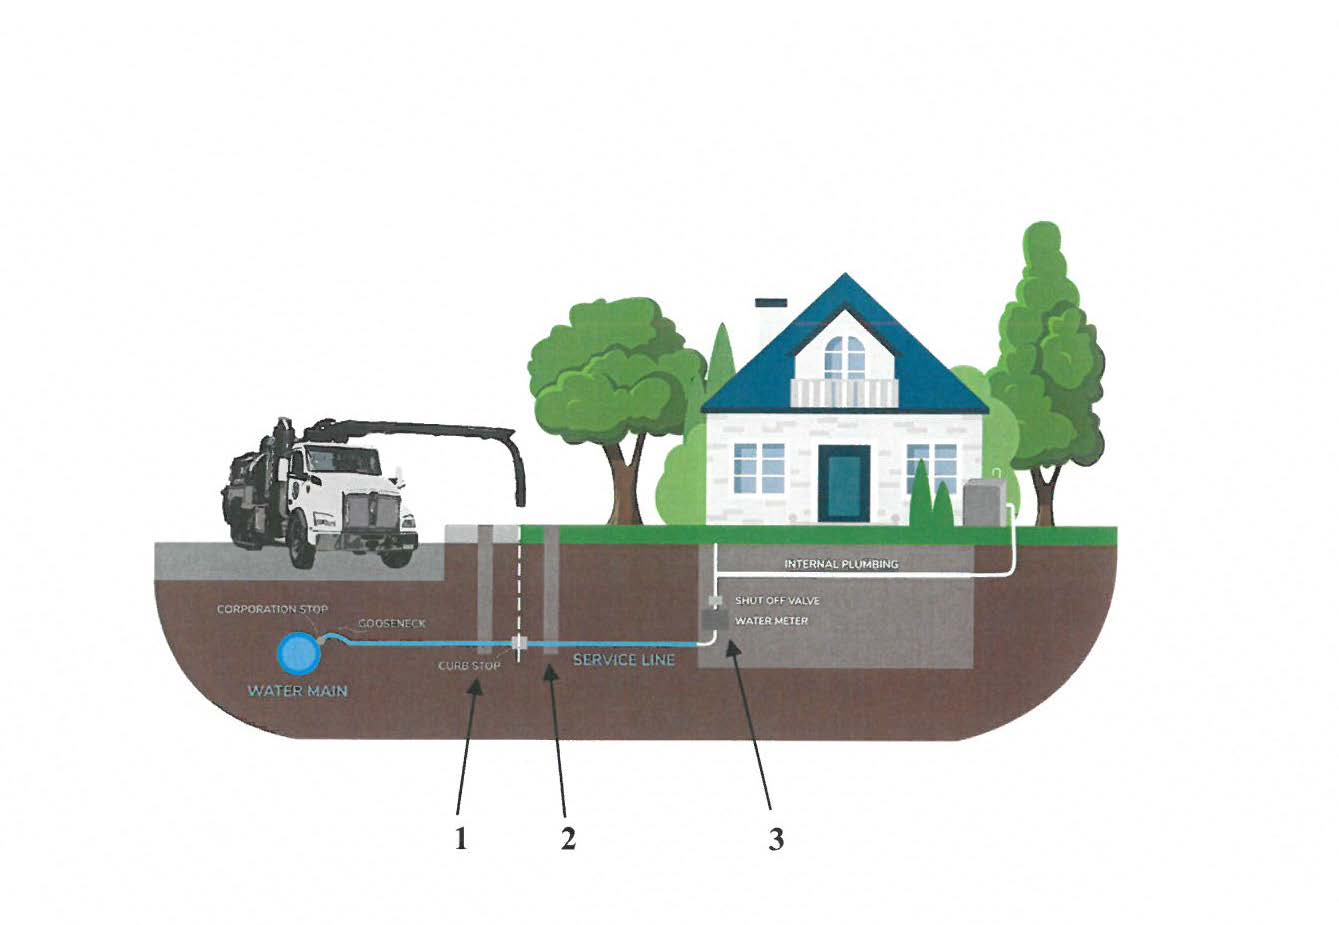 INTERNAL PLUMBING
SHUT OFF VALVE
CORPORATION STOP
GOOSENECK
WATER METER
CURB STOP
SERVICE LINE
WATER MAIN
1
2
3